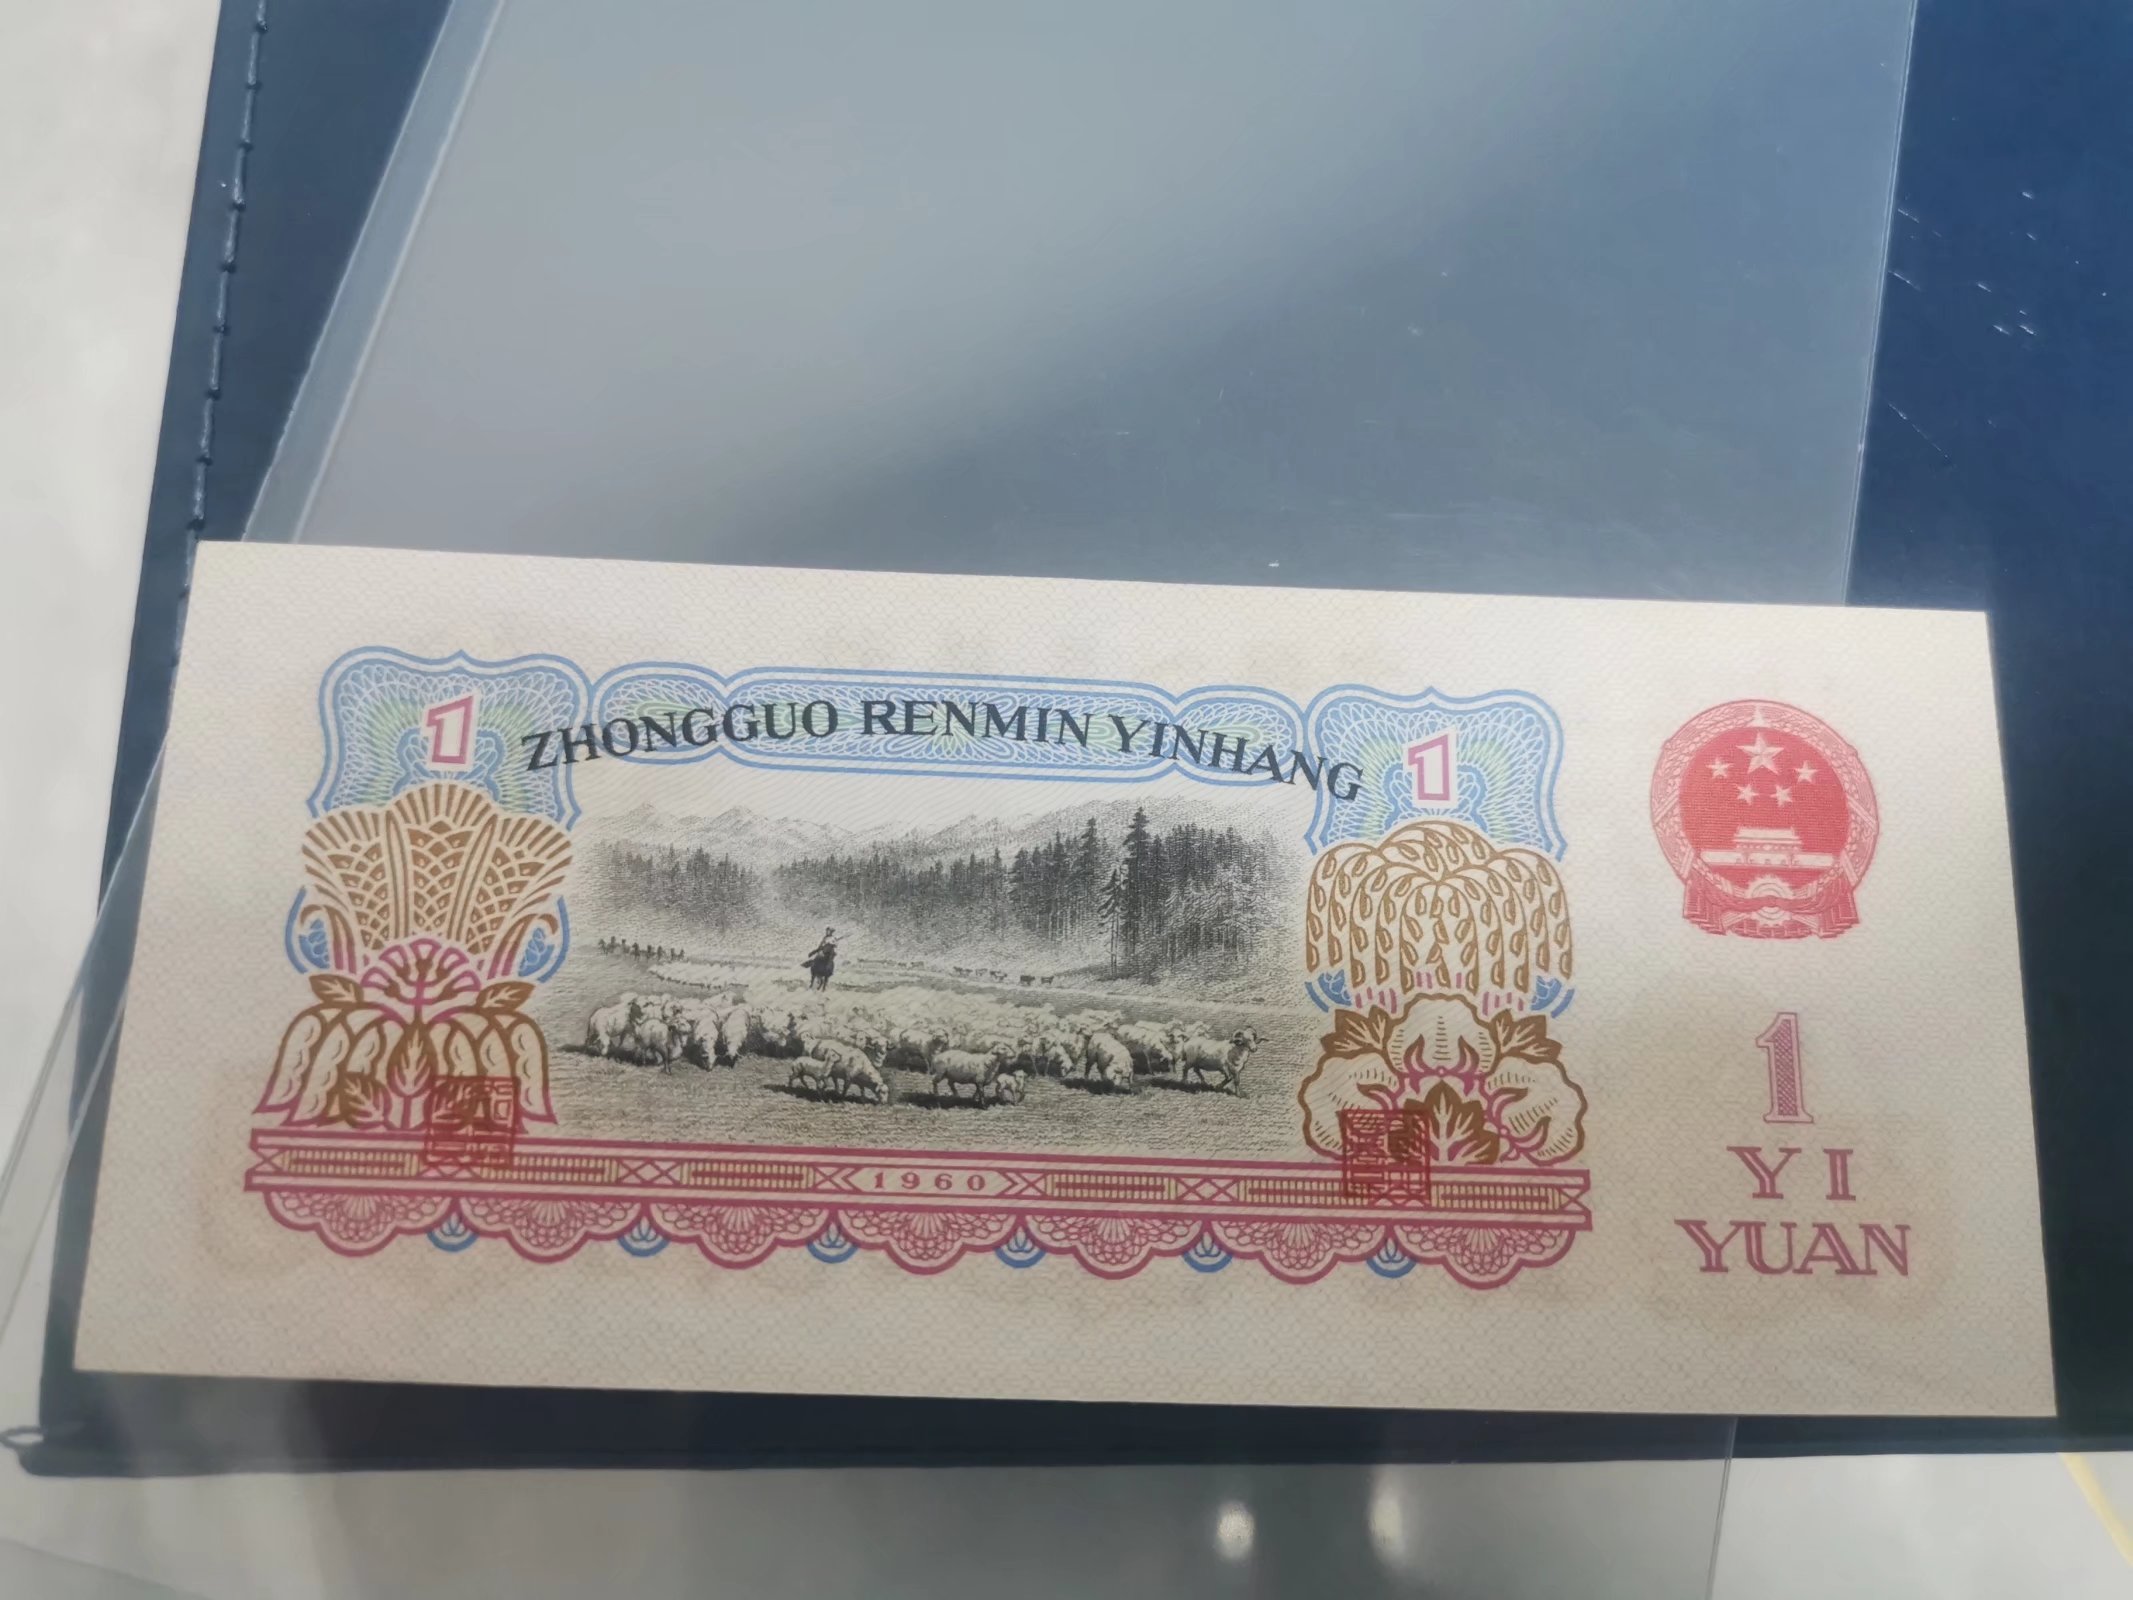 1
ZHONGGUO RENMIN YINHANG
1
1960
1
YI
YUAN